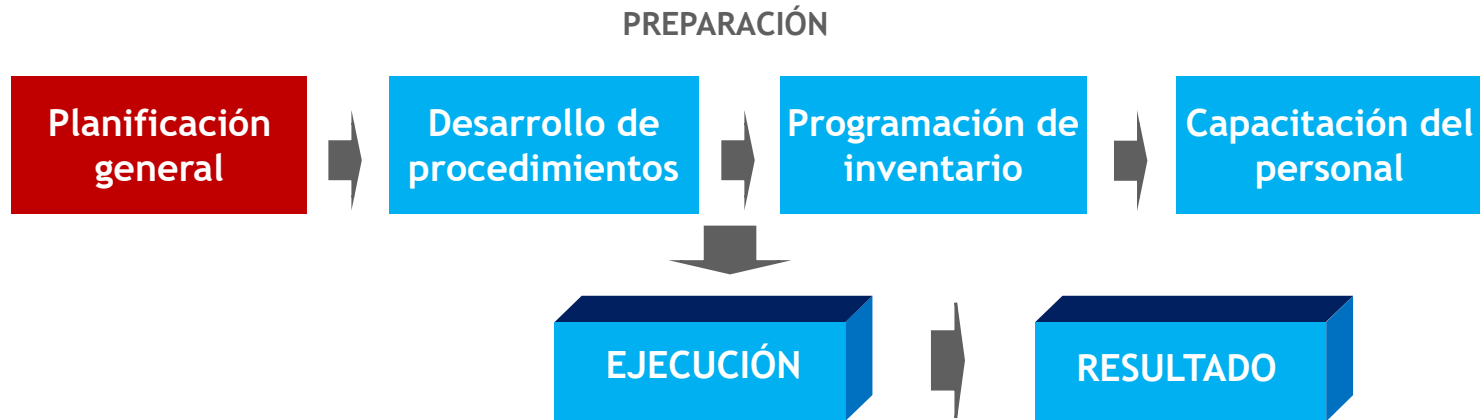 PREPARACIÓN
Planificación
general
Desarrollo de
procedimientos
Programación de
inventario
Capacitación del
personal
EJECUCIÓN
RESULTADO